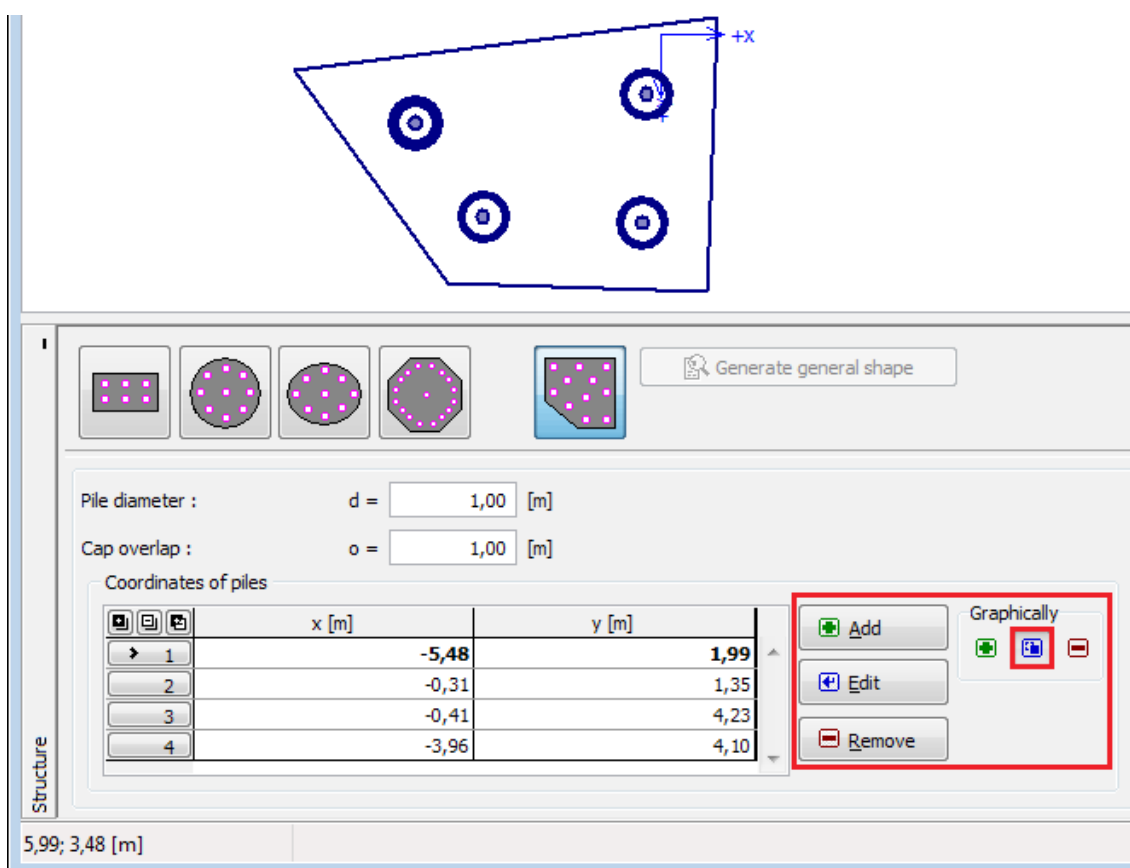 +x
+
Generate general shape
Pile diameter : d = 1,00 [m]
Cap overlap : o = 1,00 [m]
Coordinates of piles
x [m] y [m]
1 -5,48 1,99
2 -0,31 1,35
3 -0,41 4,23
4 -3,96 4,10
Add
Edit
Remove
Graphically
Structure
5,99; 3,48 [m]